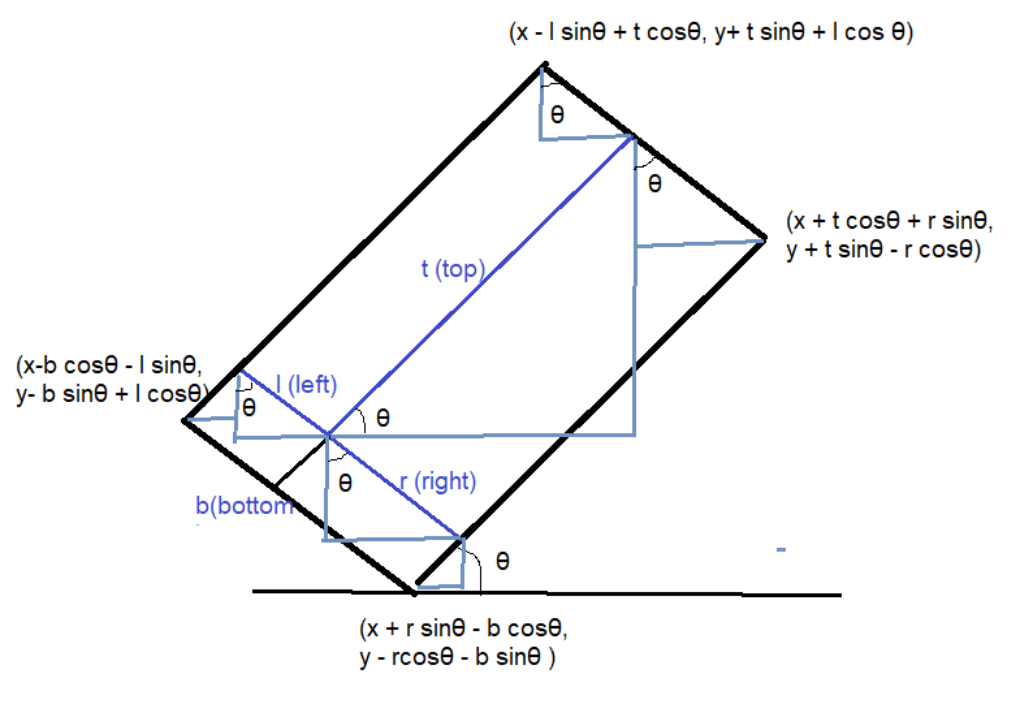 (x - l sinθ + t cosθ, y+ t sinθ + l cos θ)
θ
θ
(x + t cosθ + r sinθ,
y + t sinθ - r cosθ)
t (top)
(x-b cosθ - l sinθ,
y- b sinθ + l cosθ)
l (left)
θ
θ
θ
r (right)
b(bottom
θ
(x + r sinθ - b cosθ,
y - rcosθ - b sinθ )